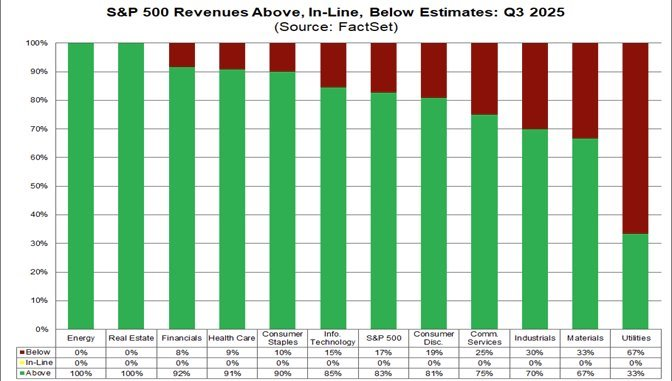 S&P 500 Revenues Above, In-Line, Below Estimates: Q3 2025
(Source: FactSet)
100%
90%
80%
70%
60%
50%
40%
30%
20%
10%
0%
Energy Real Estate Financials Health Care Consumer Staples Info. Technology S&P 500 Consumer Disc. Comm. Services Industrials Materials Utilities
Below 0% 0% 8% 9% 10% 15% 17% 19% 25% 30% 33% 67%
In-Line 0% 0% 0% 0% 0% 0% 0% 0% 0% 0% 0% 0%
Above 100% 100% 92% 91% 90% 85% 83% 81% 75% 70% 67% 33%